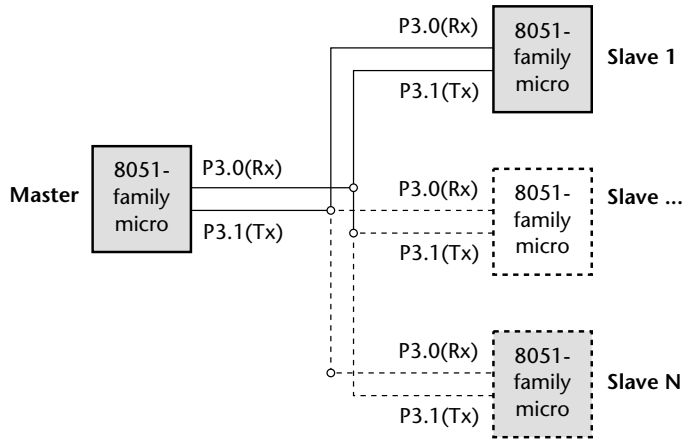 P3.0(Rx)
8051-
family
micro
Slave 1
P3.1(Tx)
Master
8051-
family
micro
P3.0(Rx)
P3.1(Tx)
P3.0(Rx)
8051-
family
micro
Slave ...
P3.1(Tx)
P3.0(Rx)
8051-
family
micro
Slave N
P3.1(Tx)